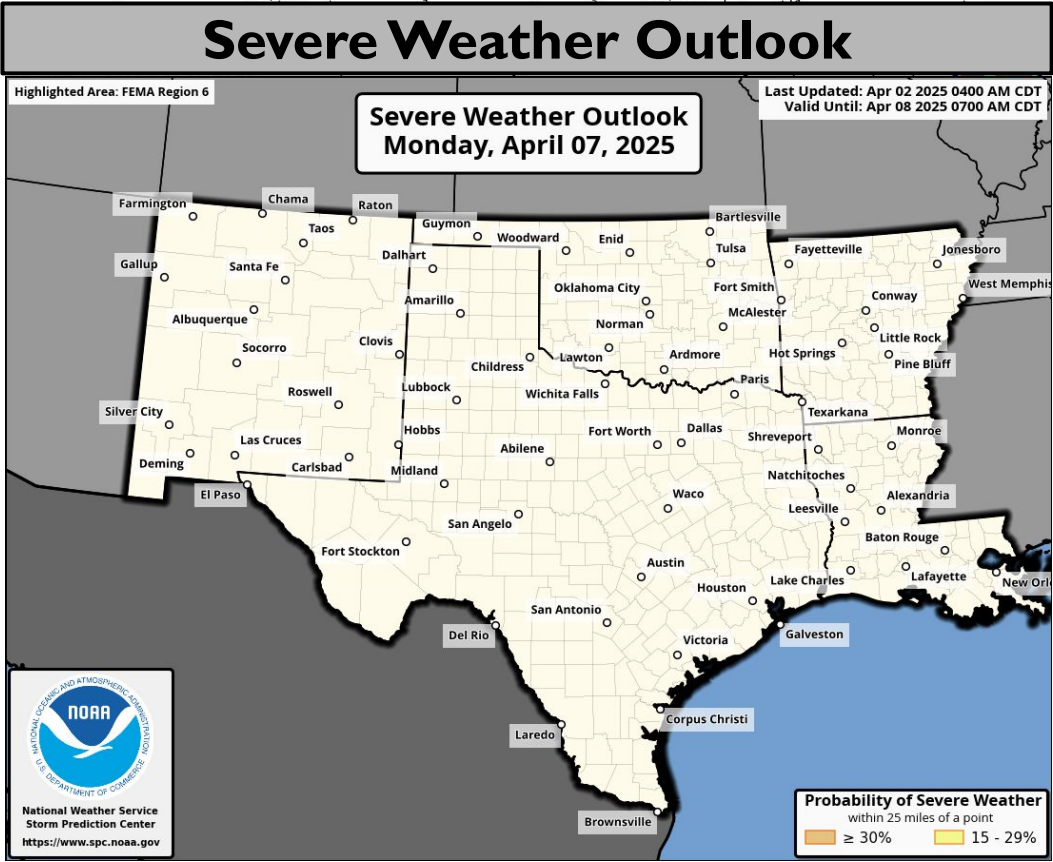 Severe Weather Outlook
Highlighted Area: FEMA Region 6
Last Updated: Apr 02 2025 0400 AM CDT
Valid Until: Apr 08 2025 0700 AM CDT
Severe Weather Outlook
Monday, April 07, 2025
Farmington
Chama
Raton
Taos
Guymon
Woodward
Enid
Bartlesville
Tulsa
Fayetteville
Jonesboro
Gallup
Santa Fe
Dalhart
West Memphis
Albuquerque
Amarillo
Oklahoma City
Norman
Fort Smith
McAlester
Conway
Little Rock
Socorro
Clovis
Childress
Lawton
Ardmore
Hot Springs
Pine Bluff
Roswell
Lubbock
Wichita Falls
Paris
Texarkana
Silver City
Las Cruces
Hobbs
Abilene
Fort Worth
Dallas
Shreveport
Monroe
Deming
Carlsbad
Midland
Natchitoches
El Paso
San Angelo
Waco
Leesville
Alexandria
Fort Stockton
Austin
Baton Rouge
Houston
Lake Charles
Lafayette
New Orle
Del Rio
San Antonio
Victoria
Galveston
Laredo
Corpus Christi
Brownsville
NATIONAL OCEANIC AND ATMOSPHERIC ADMINISTRATION
NOAA
U.S. DEPARTMENT OF COMMERCE
National Weather Service
Storm Prediction Center
https://www.spc.noaa.gov
Probability of Severe Weather
within 25 miles of a point
≥ 30%
15 - 29%